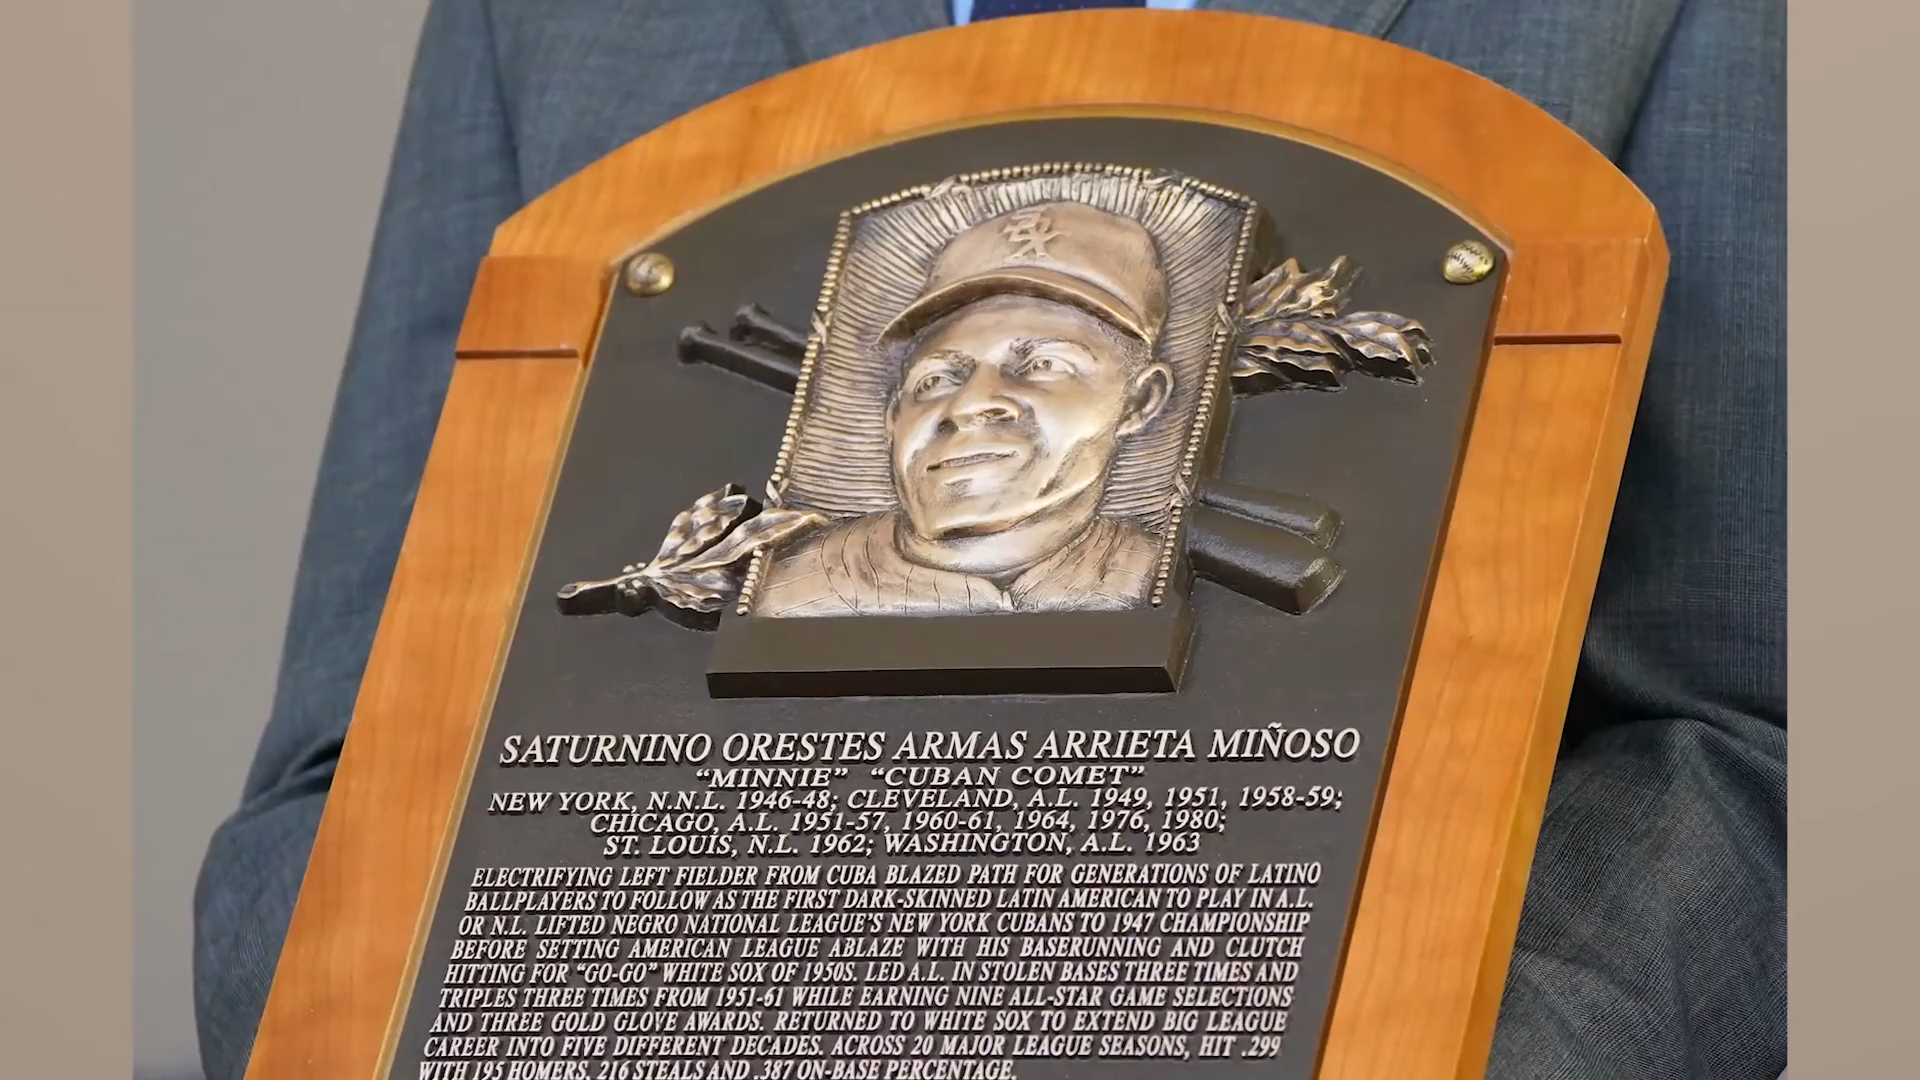 SOX
SATURNINO ORESTES ARMAS ARRIETA MIÑOSO
“MINNIE” “CUBAN COMET”
NEW YORK, N.N.L. 1946-48; CLEVELAND, A.L. 1949, 1951, 1958-59;
CHICAGO, A.L. 1951-57, 1960-61, 1964, 1976, 1980;
ST. LOUIS, N.L. 1962; WASHINGTON, A.L. 1963
ELECTRIFYING LEFT FIELDER FROM CUBA BLAZED PATH FOR GENERATIONS OF LATINO
BALLPLAYERS TO FOLLOW AS THE FIRST DARK-SKINNED LATIN AMERICAN TO PLAY IN A.L.
OR N.L. LIFTED NEGRO NATIONAL LEAGUE'S NEW YORK CUBANS TO 1947 CHAMPIONSHIP
BEFORE SETTING AMERICAN LEAGUE ABLAZE WITH HIS BASERUNNING AND CLUTCH
HITTING FOR “GO-GO” WHITE SOX OF 1950S. LED A.L. IN STOLEN BASES THREE TIMES AND
TRIPLES THREE TIMES FROM 1951-61 WHILE EARNING NINE ALL-STAR GAME SELECTIONS
AND THREE GOLD GLOVE AWARDS. RETURNED TO WHITE SOX TO EXTEND BIG LEAGUE
CAREER INTO FIVE DIFFERENT DECADES. ACROSS 20 MAJOR LEAGUE SEASONS, HIT .299
WITH 195 HOMERS, 216 STEALS AND .387 ON-BASE PERCENTAGE.